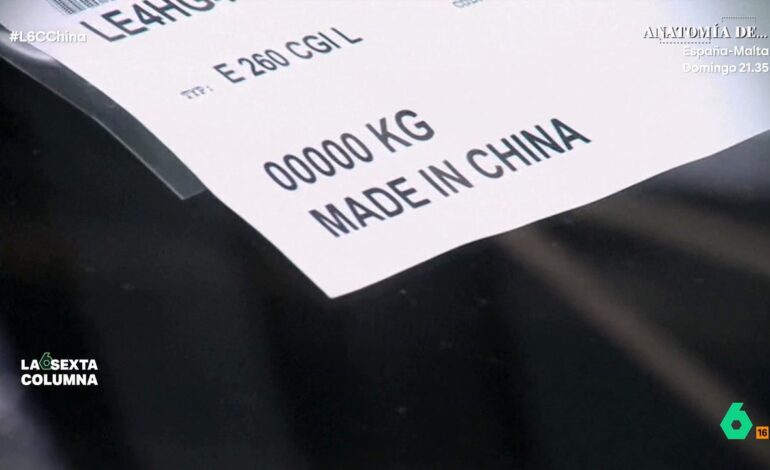 #L6CChina
LE4HG
ANATOMÍA DE...
España-Malta
Domingo 21.35
TYP: E 260 CGI L
00000 KG
MADE IN CHINA
LA 6 SEXTA
COLUMNA
6
16